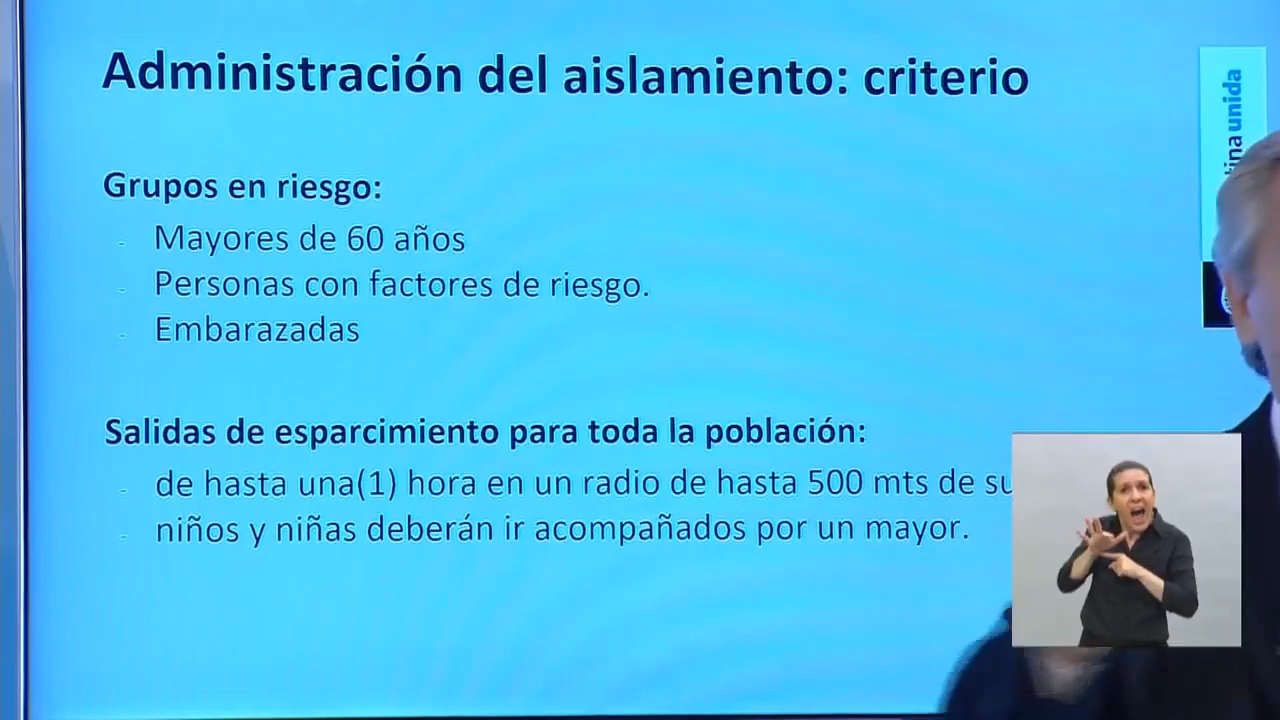 Administración del aislamiento: criterio
Grupos en riesgo:
- Mayores de 60 años
- Personas con factores de riesgo.
- Embarazadas
Salidas de esparcimiento para toda la población:
- de hasta una(1) hora en un radio de hasta 500 mts de su
- niños y niñas deberán ir acompañados por un mayor.
unida